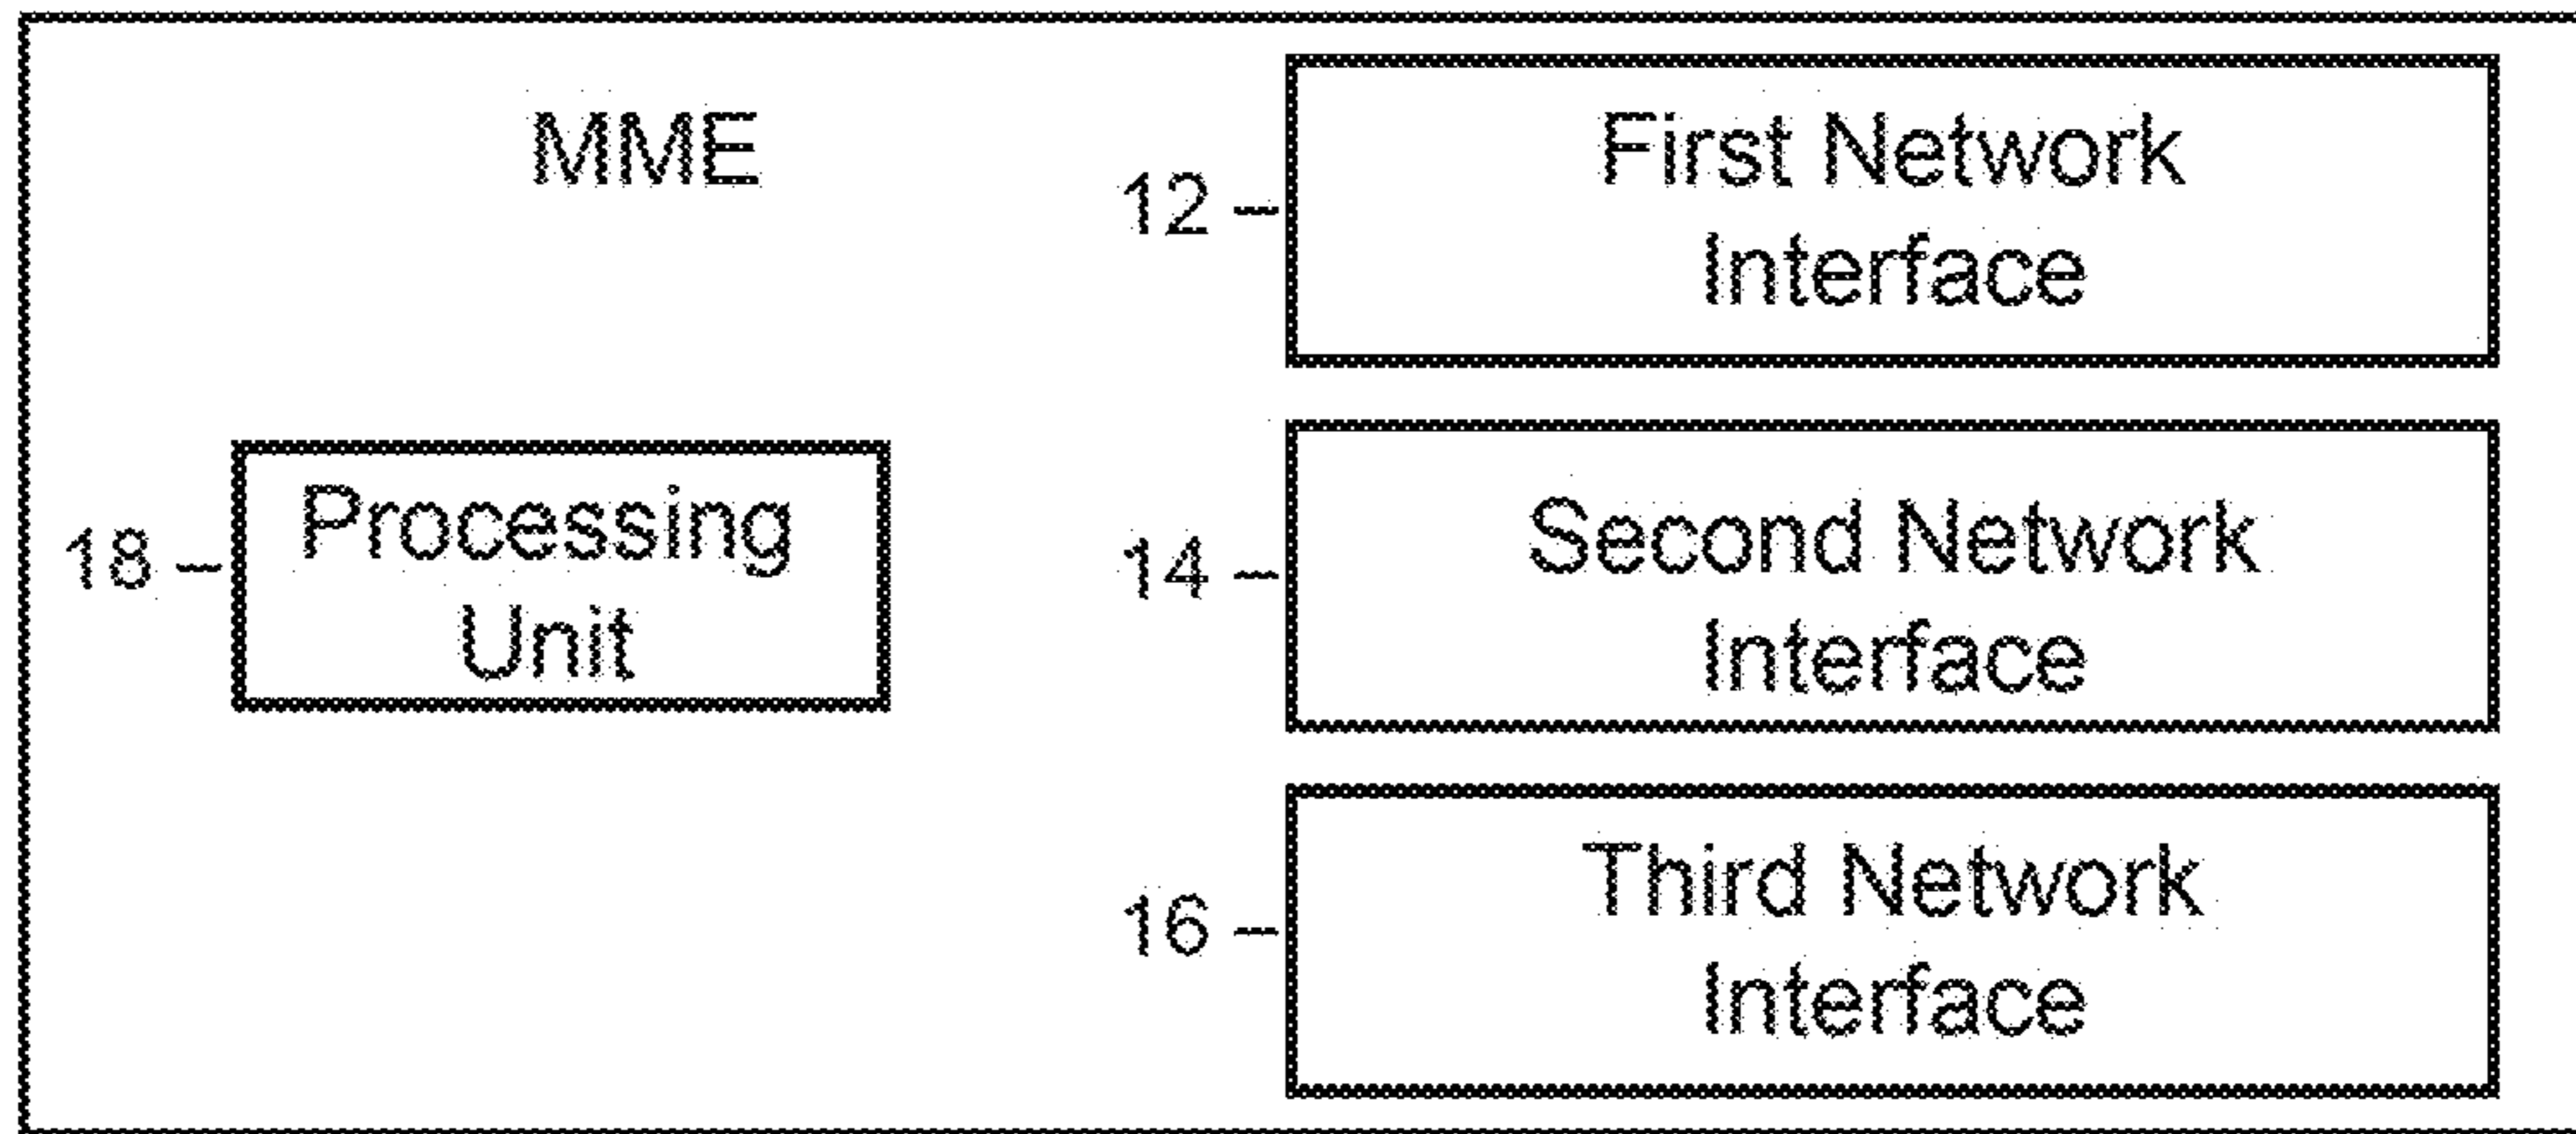 MME
12 –
First Network
Interface
18 –
Processing
Unit
14 –
Second Network
Interface
16 –
Third Network
Interface